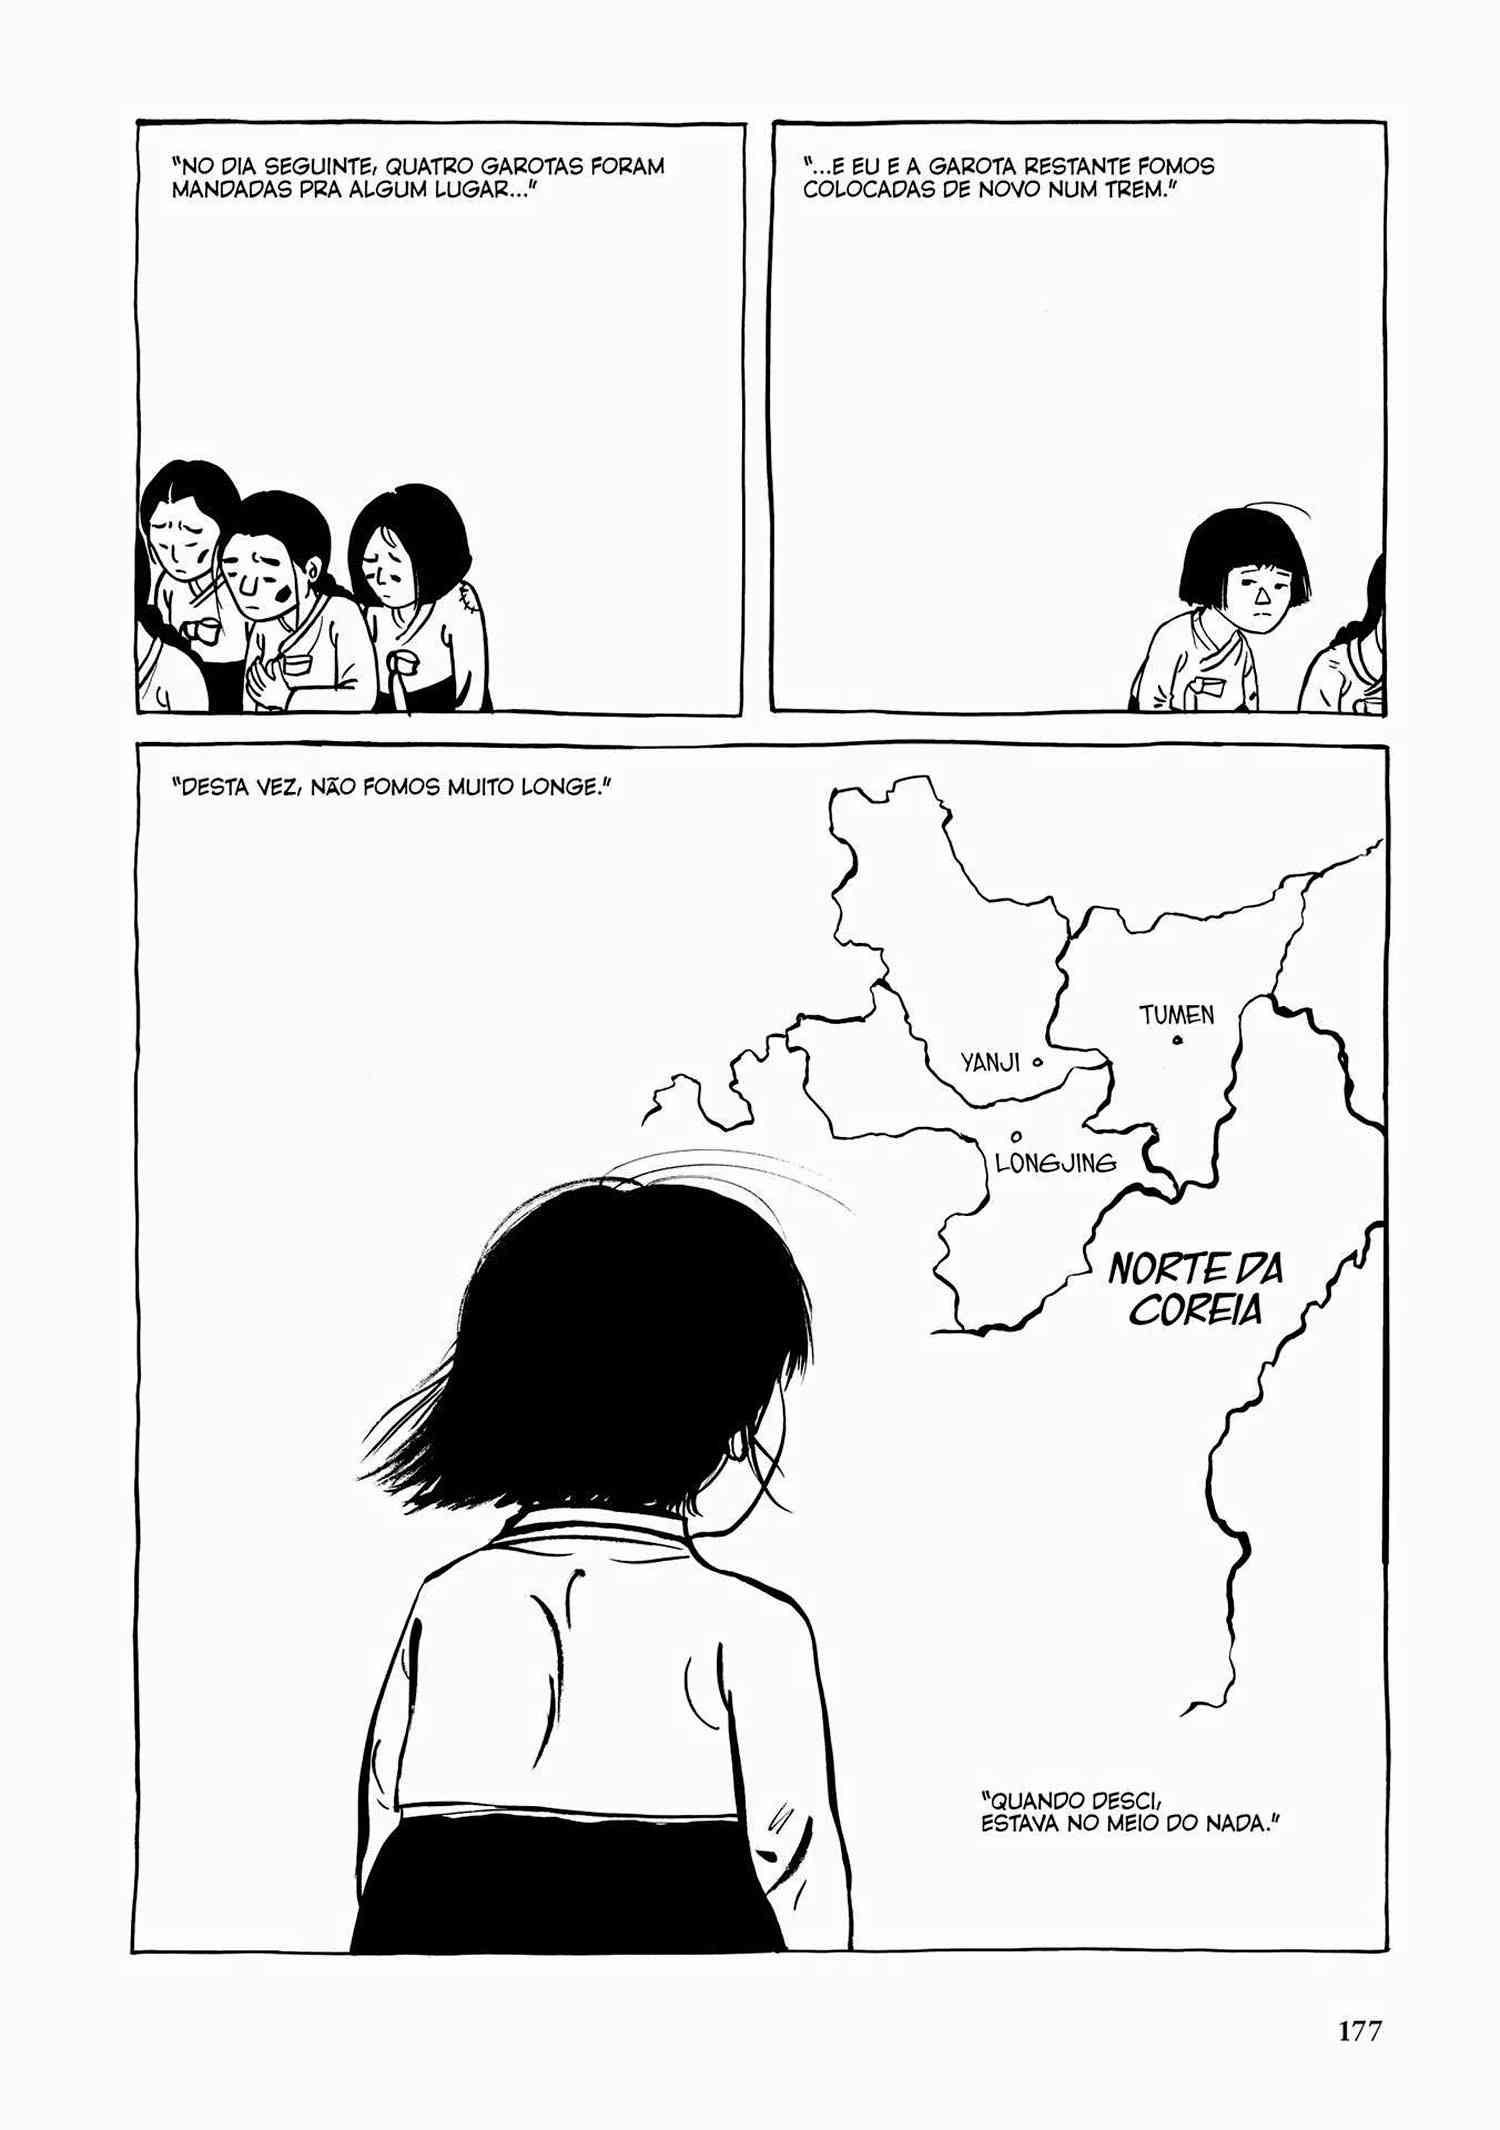 "NO DIA SEGUINTE, QUATRO GAROTAS FORAM
MANDADAS PRA ALGUM LUGAR..."
"...E EU E A GAROTA RESTANTE FOMOS
COLOCADAS DE NOVO NUM TREM."
"DESTA VEZ, NÃO FOMOS MUITO LONGE."
TUMEN
YANJI
LONGJING
NORTE DA
COREIA
"QUANDO DESCI,
ESTAVA NO MEIO DO NADA."
177